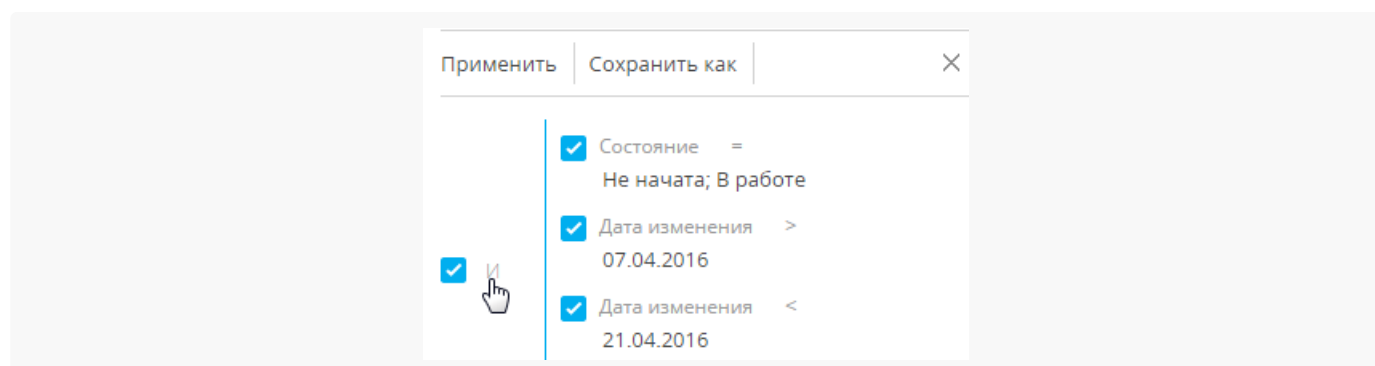 Применить Сохранить как
Состояние =
Не начата; В работе
Дата изменения >
07.04.2016
И
Дата изменения <
21.04.2016